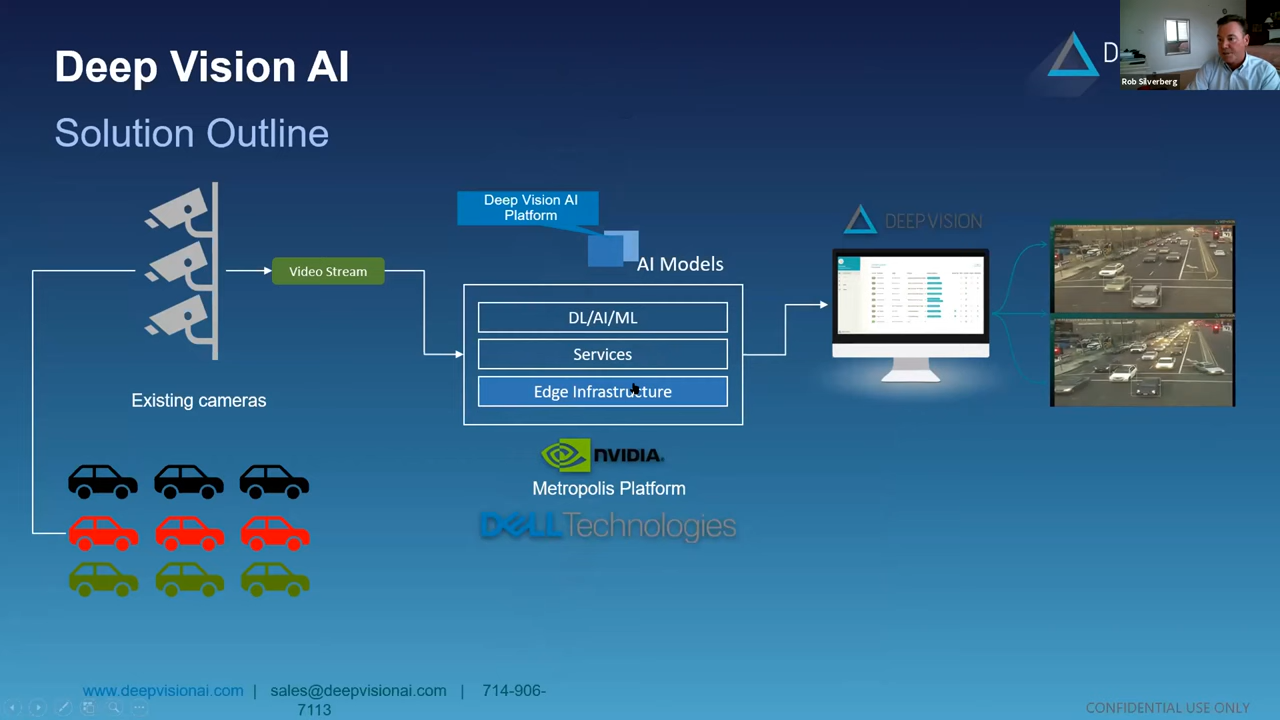 Deep Vision AI
D
Rob Silverberg
Solution Outline
Deep Vision AI
Platform
AI Models
Video Stream
DL/AI/ML
Services
Edge Infrastructure
Existing cameras
NVIDIA.
Metropolis Platform
DELL Technologies
DEEP VISION
www.deepvisionai.com | sales@deepvisionai.com | 714-906-
7113
CONFIDENTIAL USE ONLY